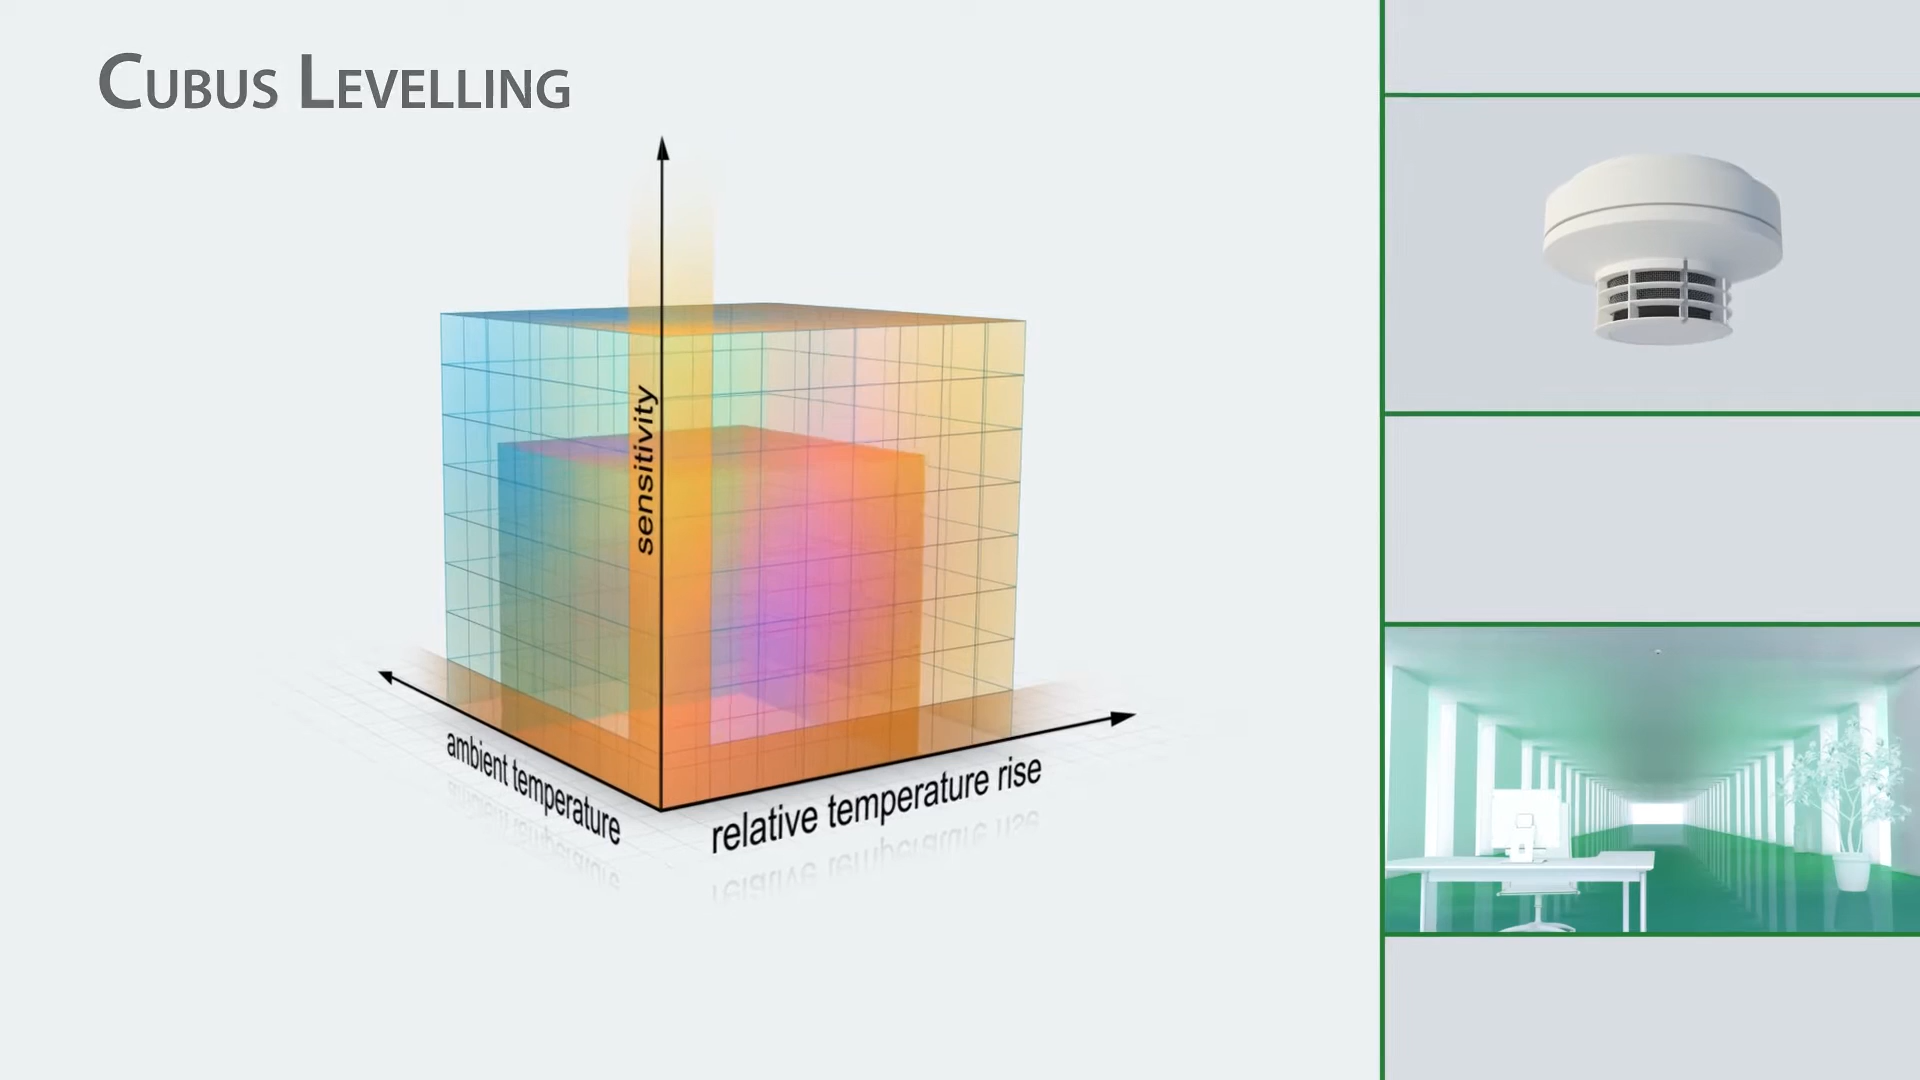 Cubus Levelling
sensitivity
ambient temperature
relative temperature rise